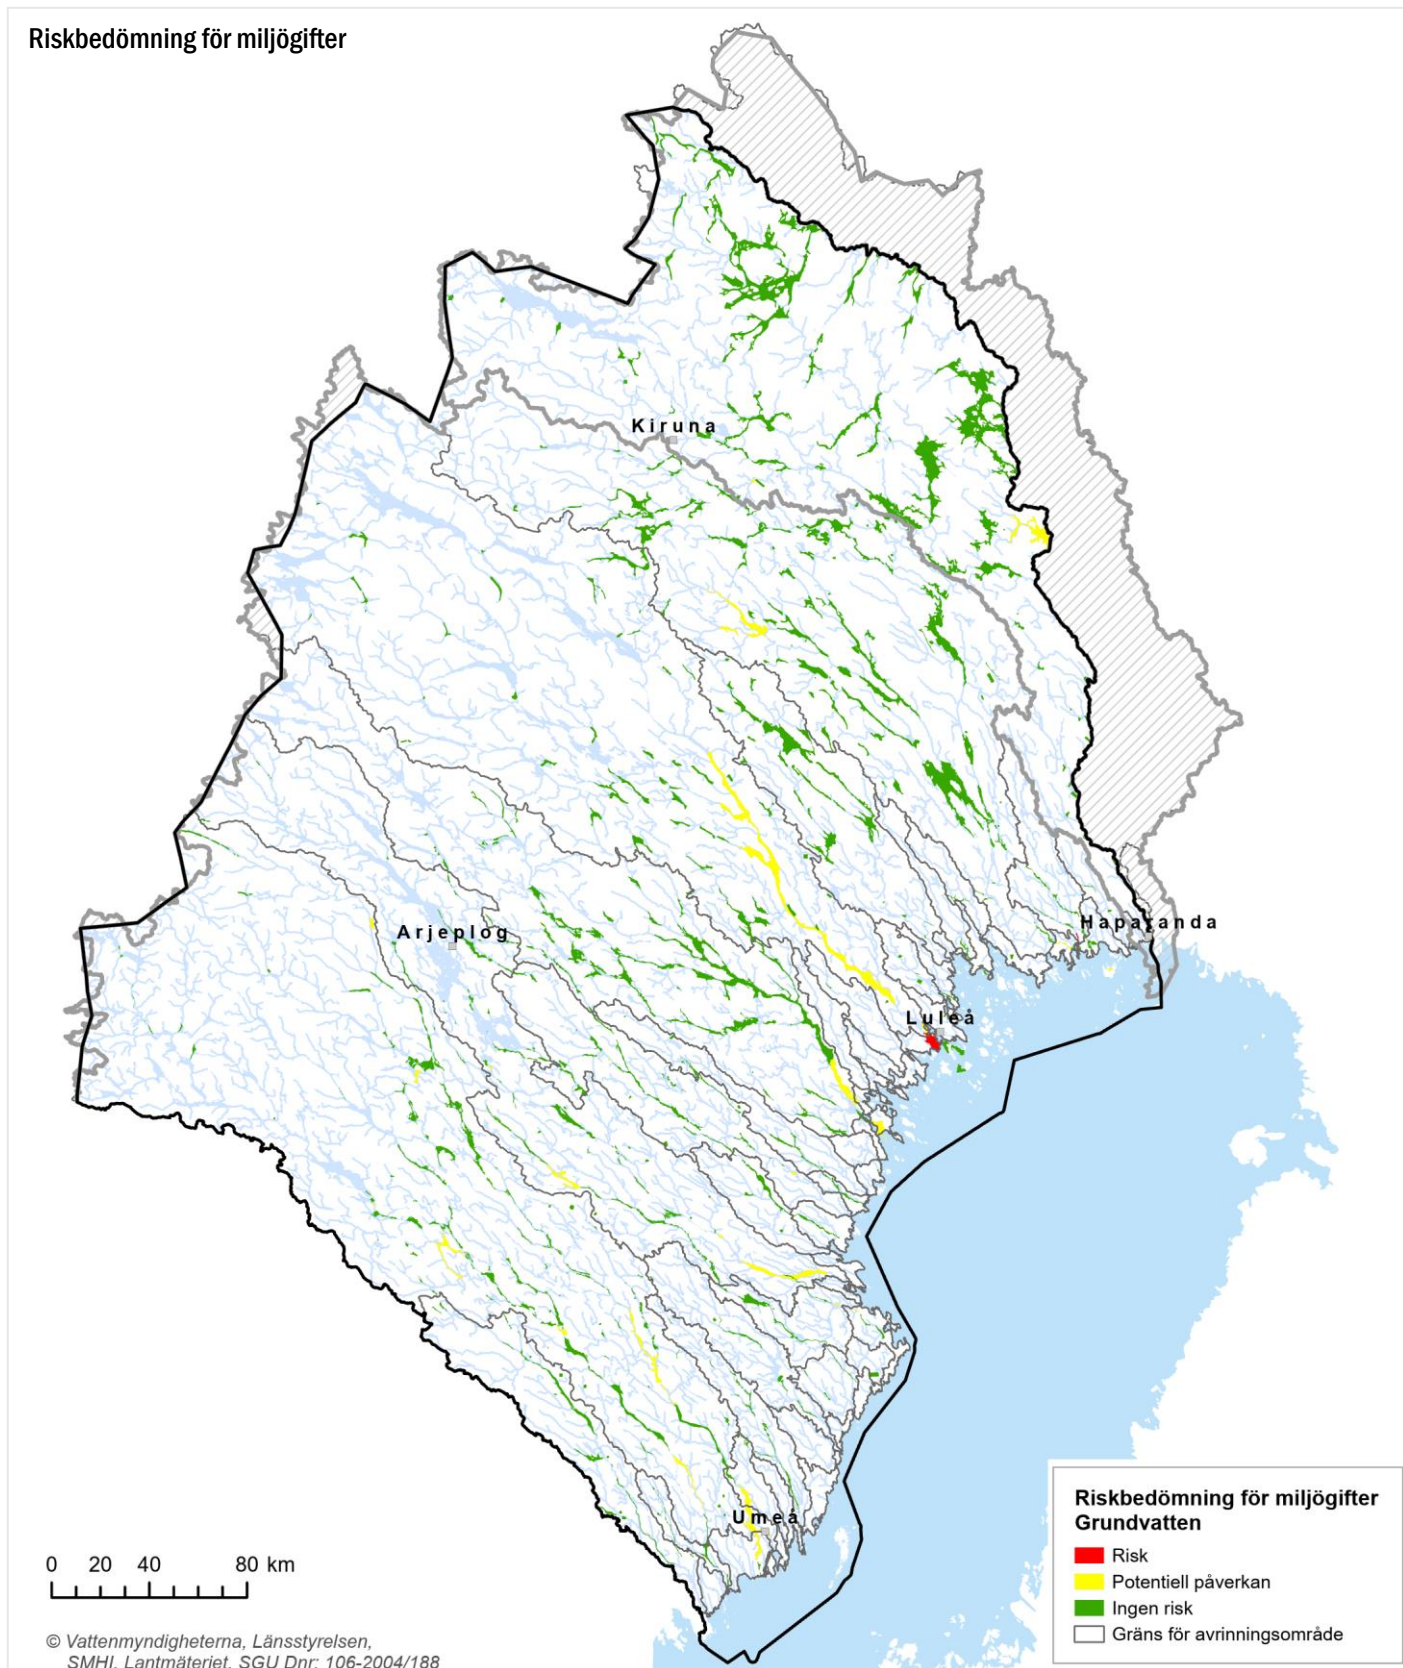 Riskbedömning för miljögifter
Kiruna
Arjeplog
Haparanda
Luleå
Umeå
0 20 40 80 km
© Vattenmyndigheterna, Länsstyrelsen,
SMHI, Lantmäteriet, SGU Dnr: 106-2004/188
Riskbedömning för miljögifter
Grundvatten
Risk
Potentiell påverkan
Ingen risk
Gräns för avrinningsområde